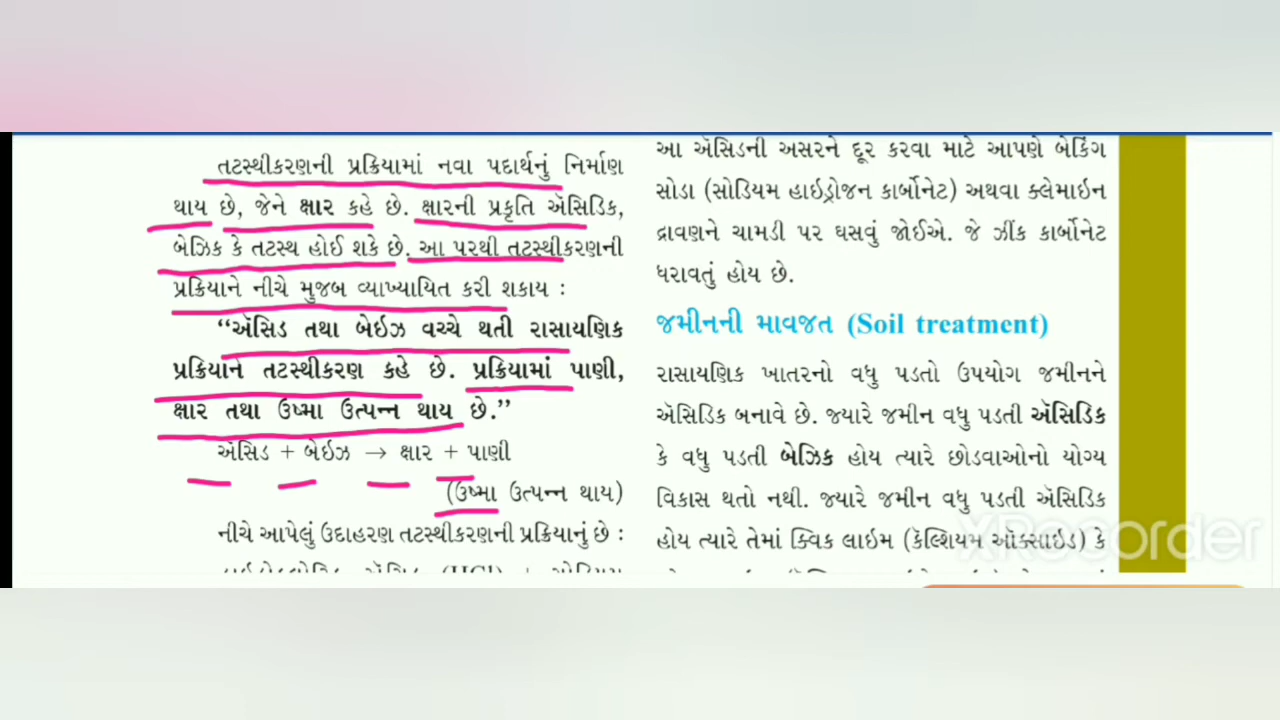 તટસ્થીકરણની પ્રક્રિયામાં નવા પદાર્થનું નિર્માણ
થાય છે, જેને ક્ષાર કહે છે. ક્ષારની પ્રકૃતિ ઍસિડિક,
બેઝિક કે તટસ્થ હોઈ શકે છે. આ પરથી તટસ્થીકરણની
પ્રક્રિયાને નીચે મુજબ વ્યાખ્યાયિત કરી શકાય :
“ઍસિડ તથા બેઇઝ વચ્ચે થતી રાસાયણિક
પ્રક્રિયાને તટસ્થીકરણ કહે છે. પ્રક્રિયામાં પાણી,
ક્ષાર તથા ઉષ્મા ઉત્પન્ન થાય છે.”
ઍસિડ + બેઇઝ → ક્ષાર + પાણી
(ઉષ્મા ઉત્પન્ન થાય)
નીચે આપેલું ઉદાહરણ તટસ્થીકરણની પ્રક્રિયાનું છે :
આ ઍસિડની અસરને દૂર કરવા માટે આપણે બેકિંગ
સોડા (સોડિયમ હાઇડ્રોજન કાર્બોનેટ) અથવા ક્લેમાઇન
દ્રાવણને ચામડી પર ઘસવું જોઈએ. જે ઝીંક કાર્બોનેટ
ધરાવતું હોય છે.
જમીનની માવજત (Soil treatment)
રાસાયણિક ખાતરનો વધુ પડતો ઉપયોગ જમીનને
ઍસિડિક બનાવે છે. જ્યારે જમીન વધુ પડતી ઍસિડિક
કે વધુ પડતી બેઝિક હોય ત્યારે છોડવાઓનો યોગ્ય
વિકાસ થતો નથી. જ્યારે જમીન વધુ પડતી ઍસિડિક
હોય ત્યારે તેમાં ક્વિક લાઇમ (કૅલ્શિયમ ઑક્સાઇડ) કે
XRecorder